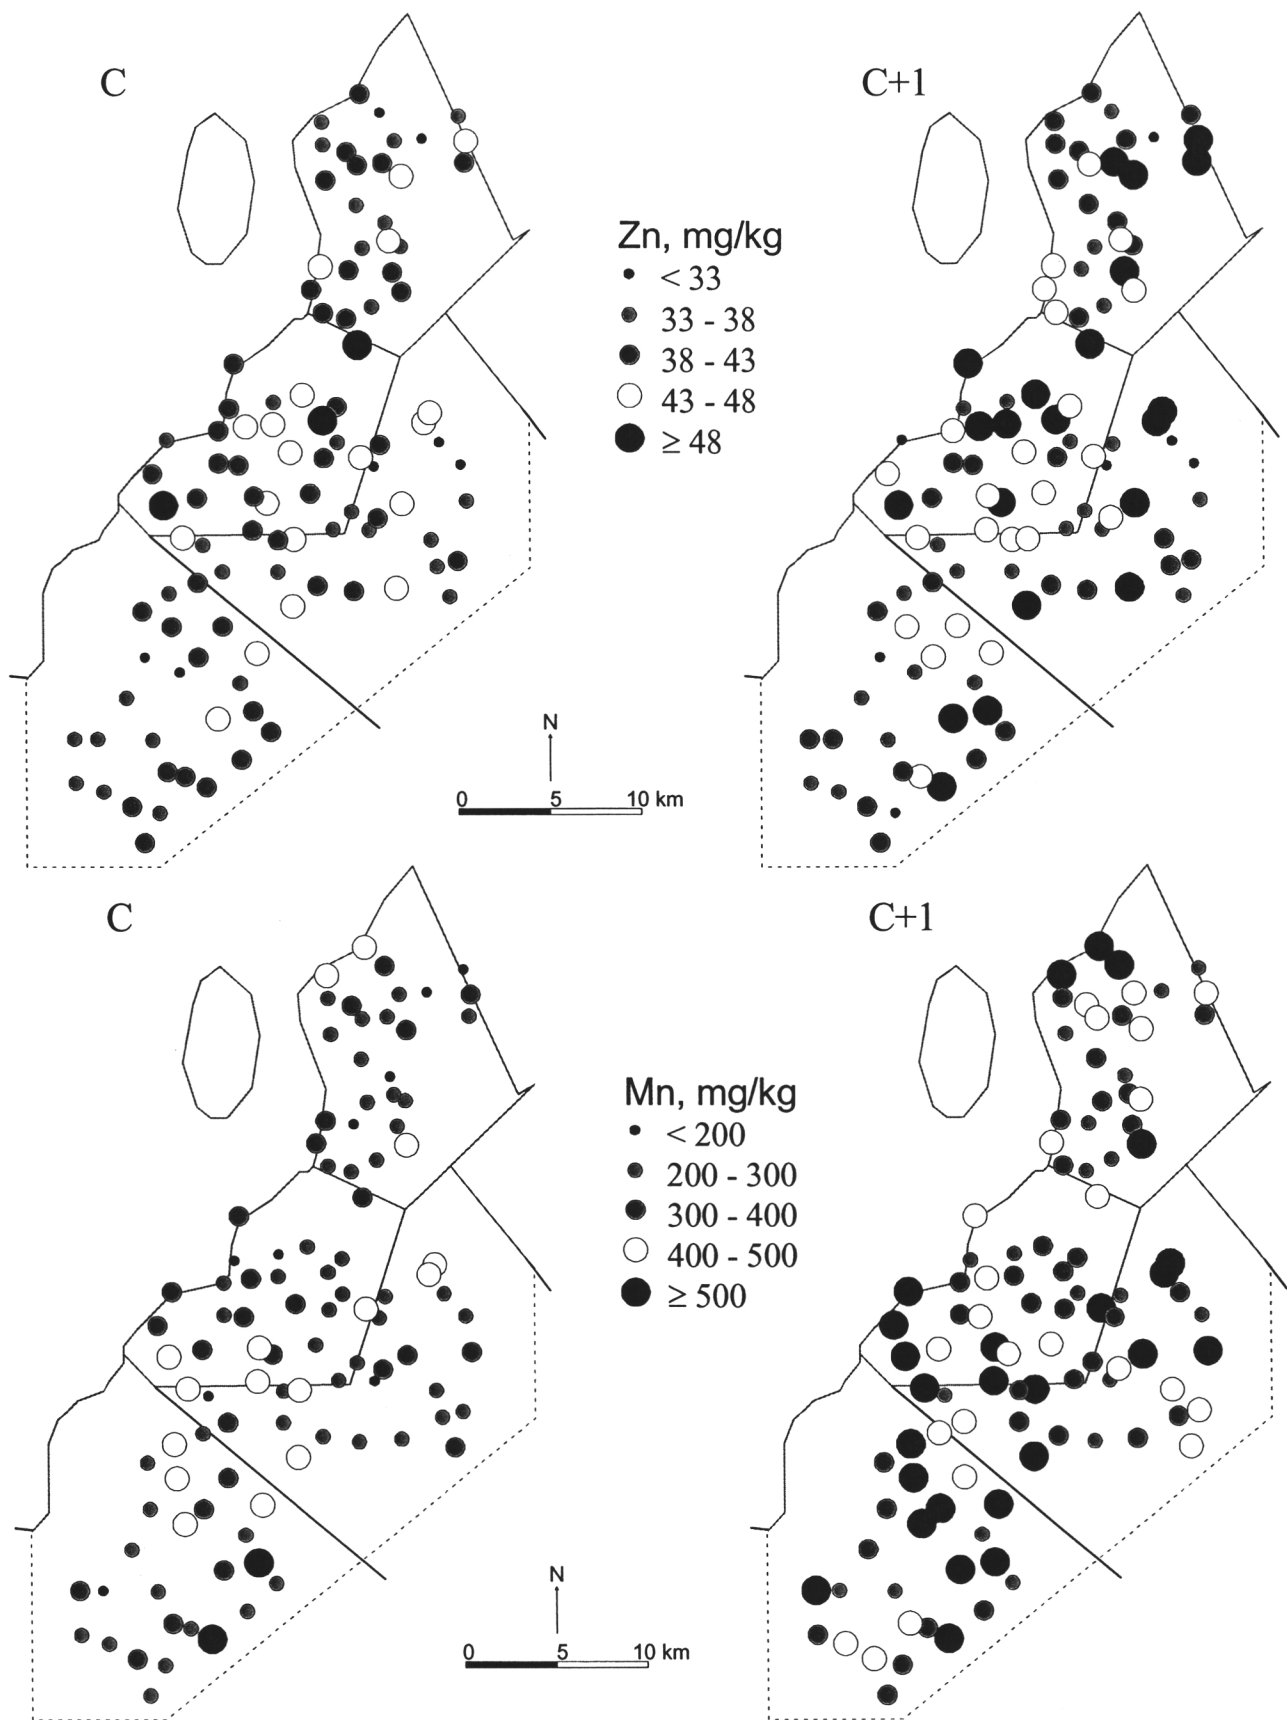 C
C+1
Zn, mg/kg
< 33
33 - 38
38 - 43
43 - 48
≥ 48
N
0 5 10 km
C
C+1
Mn, mg/kg
< 200
200 - 300
300 - 400
400 - 500
≥ 500
N
0 5 10 km